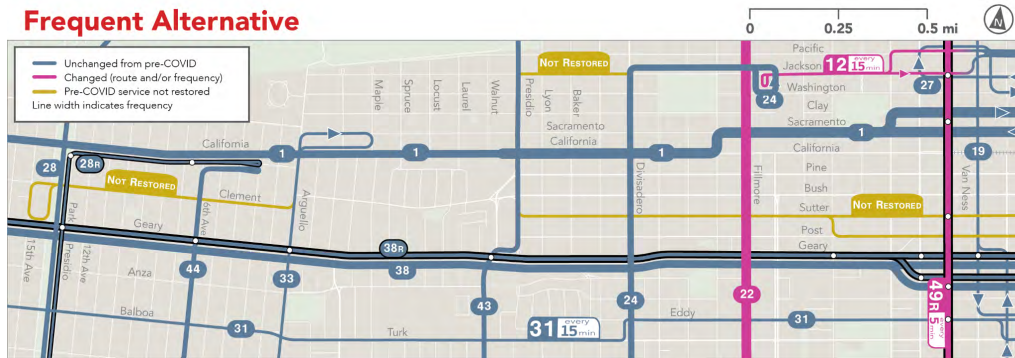 Frequent Alternative
0 0.25 0.5 mi
Unchanged from pre-COVID
Changed (route and/or frequency)
Pre-COVID service not restored
Line width indicates frequency
NOT RESTORED
Pacific
Jackson
12 every 15 min
Washington
24
27
Clay
Sacramento
Sacramento
1
California
California
1
1
1
California
19
28
28R
NOT RESTORED
Clement
Maple
Spruce
Locust
Laurel
Walnut
Presidio
Lyon
Baker
Pine
Bush
Sutter
NOT RESTORED
Post
Geary
Geary
Arguello
6th Ave
Park Presidio
12th Ave
15th Ave
Divisadero
Fillmore
Van Ness
38R
38
44
33
Anza
43
24
22
49R 5 min
Balboa
31
Turk
31 every 15 min
Eddy
31